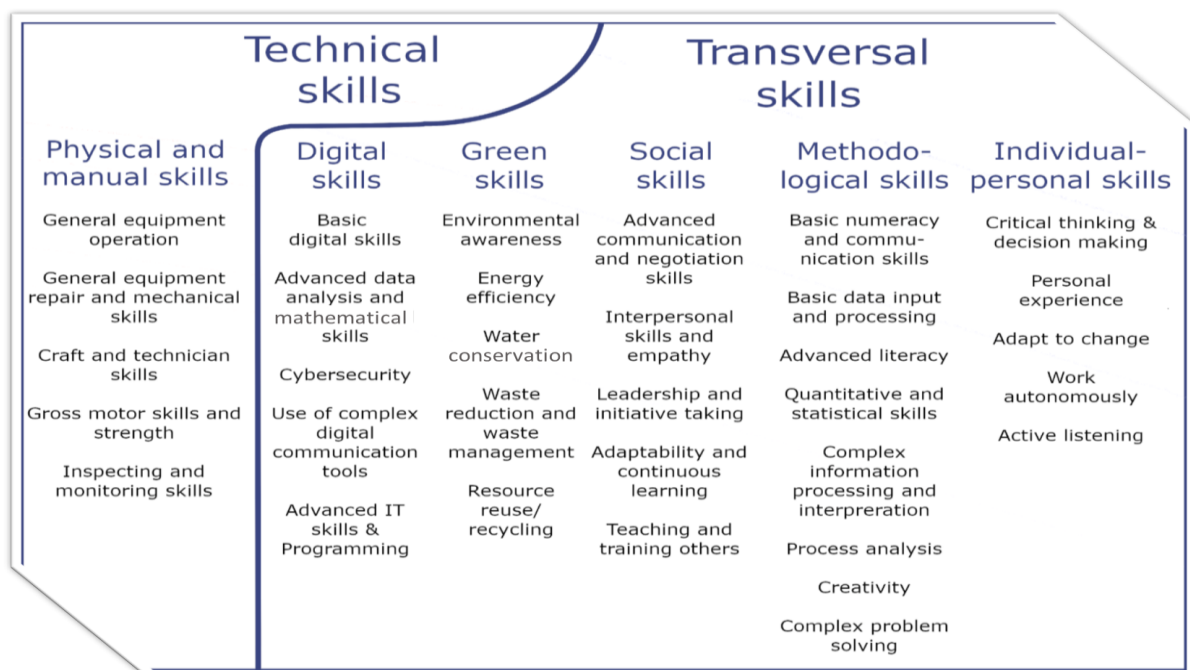 Technical
skills
Transversal
skills
Physical and
manual skills
General equipment
operation
General equipment
repair and mechanical
skills
Craft and technician
skills
Gross motor skills and
strength
Inspecting and
monitoring skills
Digital
skills
Basic
digital skills
Advanced data
analysis and
mathematical
skills
Cybersecurity
Use of complex
digital
communication
tools
Advanced IT
skills &
Programming
Green
skills
Environmental
awareness
Energy
efficiency
Water
conservation
Waste
reduction and
waste
management
Resource
reuse/
recycling
Social
skills
Advanced
communication
and negotiation
skills
Interpersonal
skills and
empathy
Leadership and
initiative taking
Adaptability and
continuous
learning
Teaching and
training others
Methodo-
logical skills
Basic numeracy
and commu-
nication skills
Basic data input
and processing
Advanced literacy
Quantitative and
statistical skills
Complex
information
processing and
interpreration
Process analysis
Creativity
Complex problem
solving
Individual-
personal skills
Critical thinking &
decision making
Personal
experience
Adapt to change
Work
autonomously
Active listening